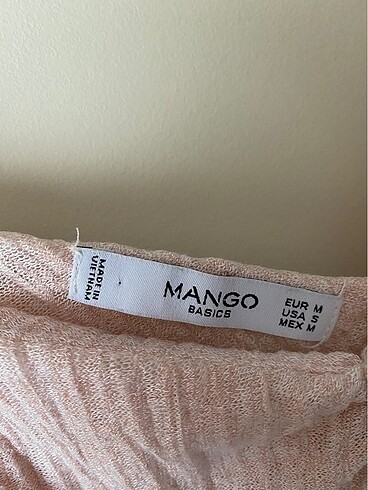 MADE IN
VIETNAM
MANGO
BASICS
EUR M
USA S
MEX M